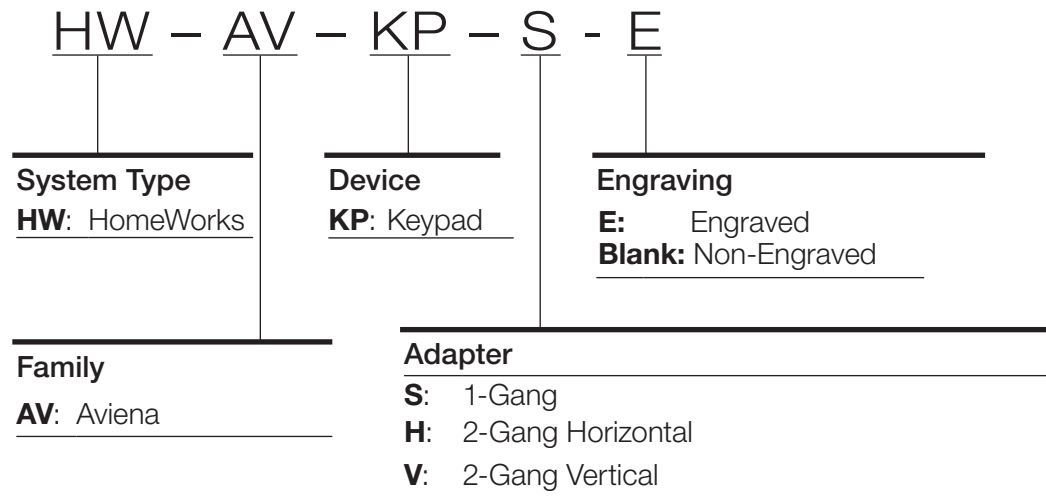 HW – AV – KP – S - E
System Type
HW: HomeWorks
Device
KP: Keypad
Engraving
E: Engraved
Blank: Non-Engraved
Family
AV: Aviena
Adapter
S: 1-Gang
H: 2-Gang Horizontal
V: 2-Gang Vertical